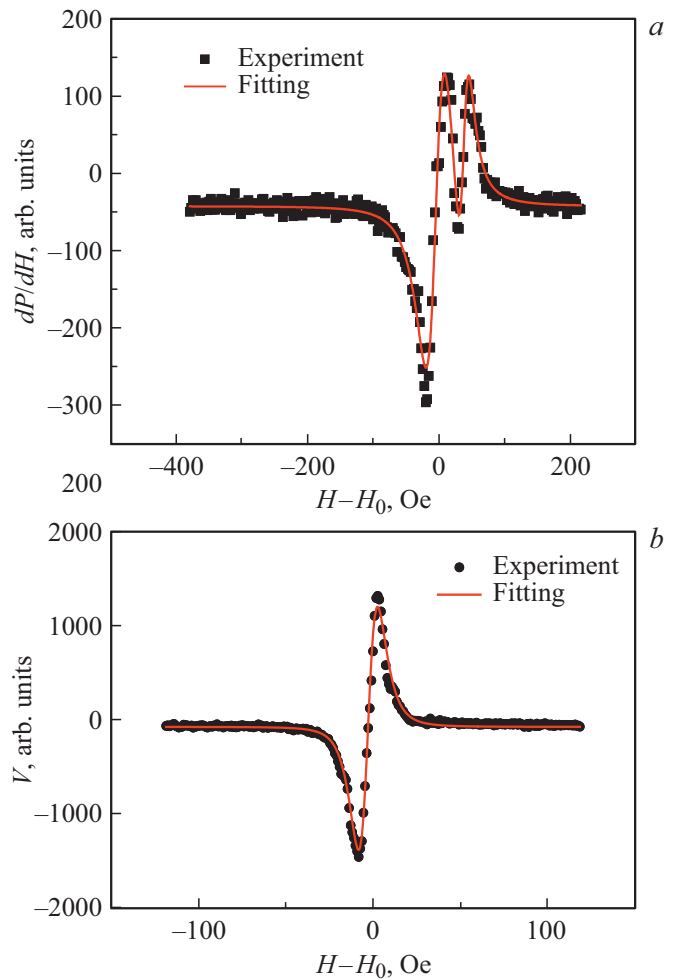 a
200
Experiment
Fitting
100
0
–100
–200
–300
dP/dH, arb. units
–400 –200 0 200
H–H0, Oe
200
b
2000
Experiment
Fitting
1000
0
–1000
–2000
V, arb. units
–100 0 100
H–H0, Oe